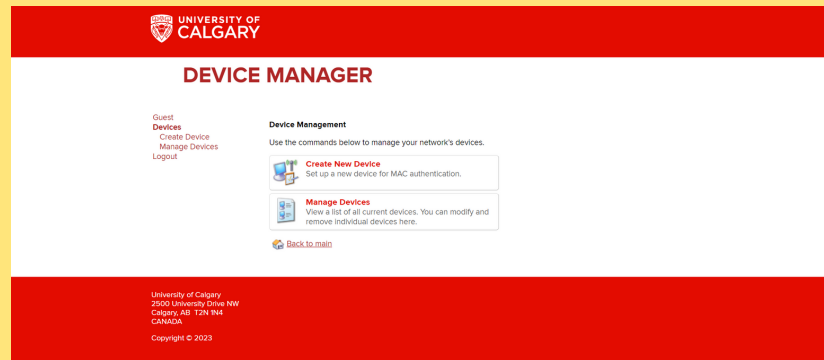 UNIVERSITY OF
CALGARY
DEVICE MANAGER
Guest
Devices
Create Device
Manage Devices
Logout
Device Management
Use the commands below to manage your network's devices.
Create New Device
Set up a new device for MAC authentication.
Manage Devices
View a list of all current devices. You can modify and
remove individual devices here.
Back to main
University of Calgary
2500 University Drive NW
Calgary, AB T2N 1N4
CANADA
Copyright © 2023